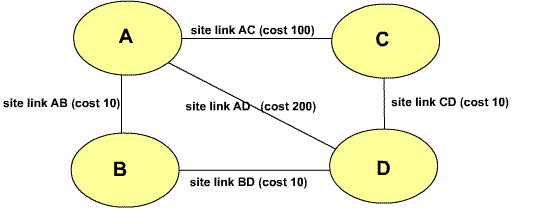 A
site link AC (cost 100)
C
site link AB (cost 10)
site link AD (cost 200)
site link CD (cost 10)
B
site link BD (cost 10)
D